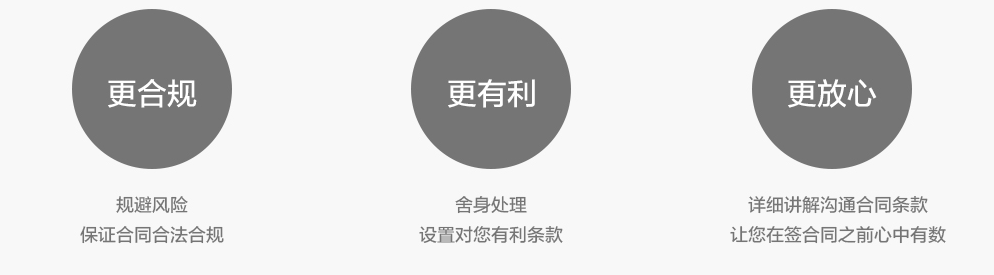 更合规
更有利
更放心
规避风险
保证合同合法合规
舍身处理
设置对您有利条款
详细讲解沟通合同条款
让您在签合同之前心中有数